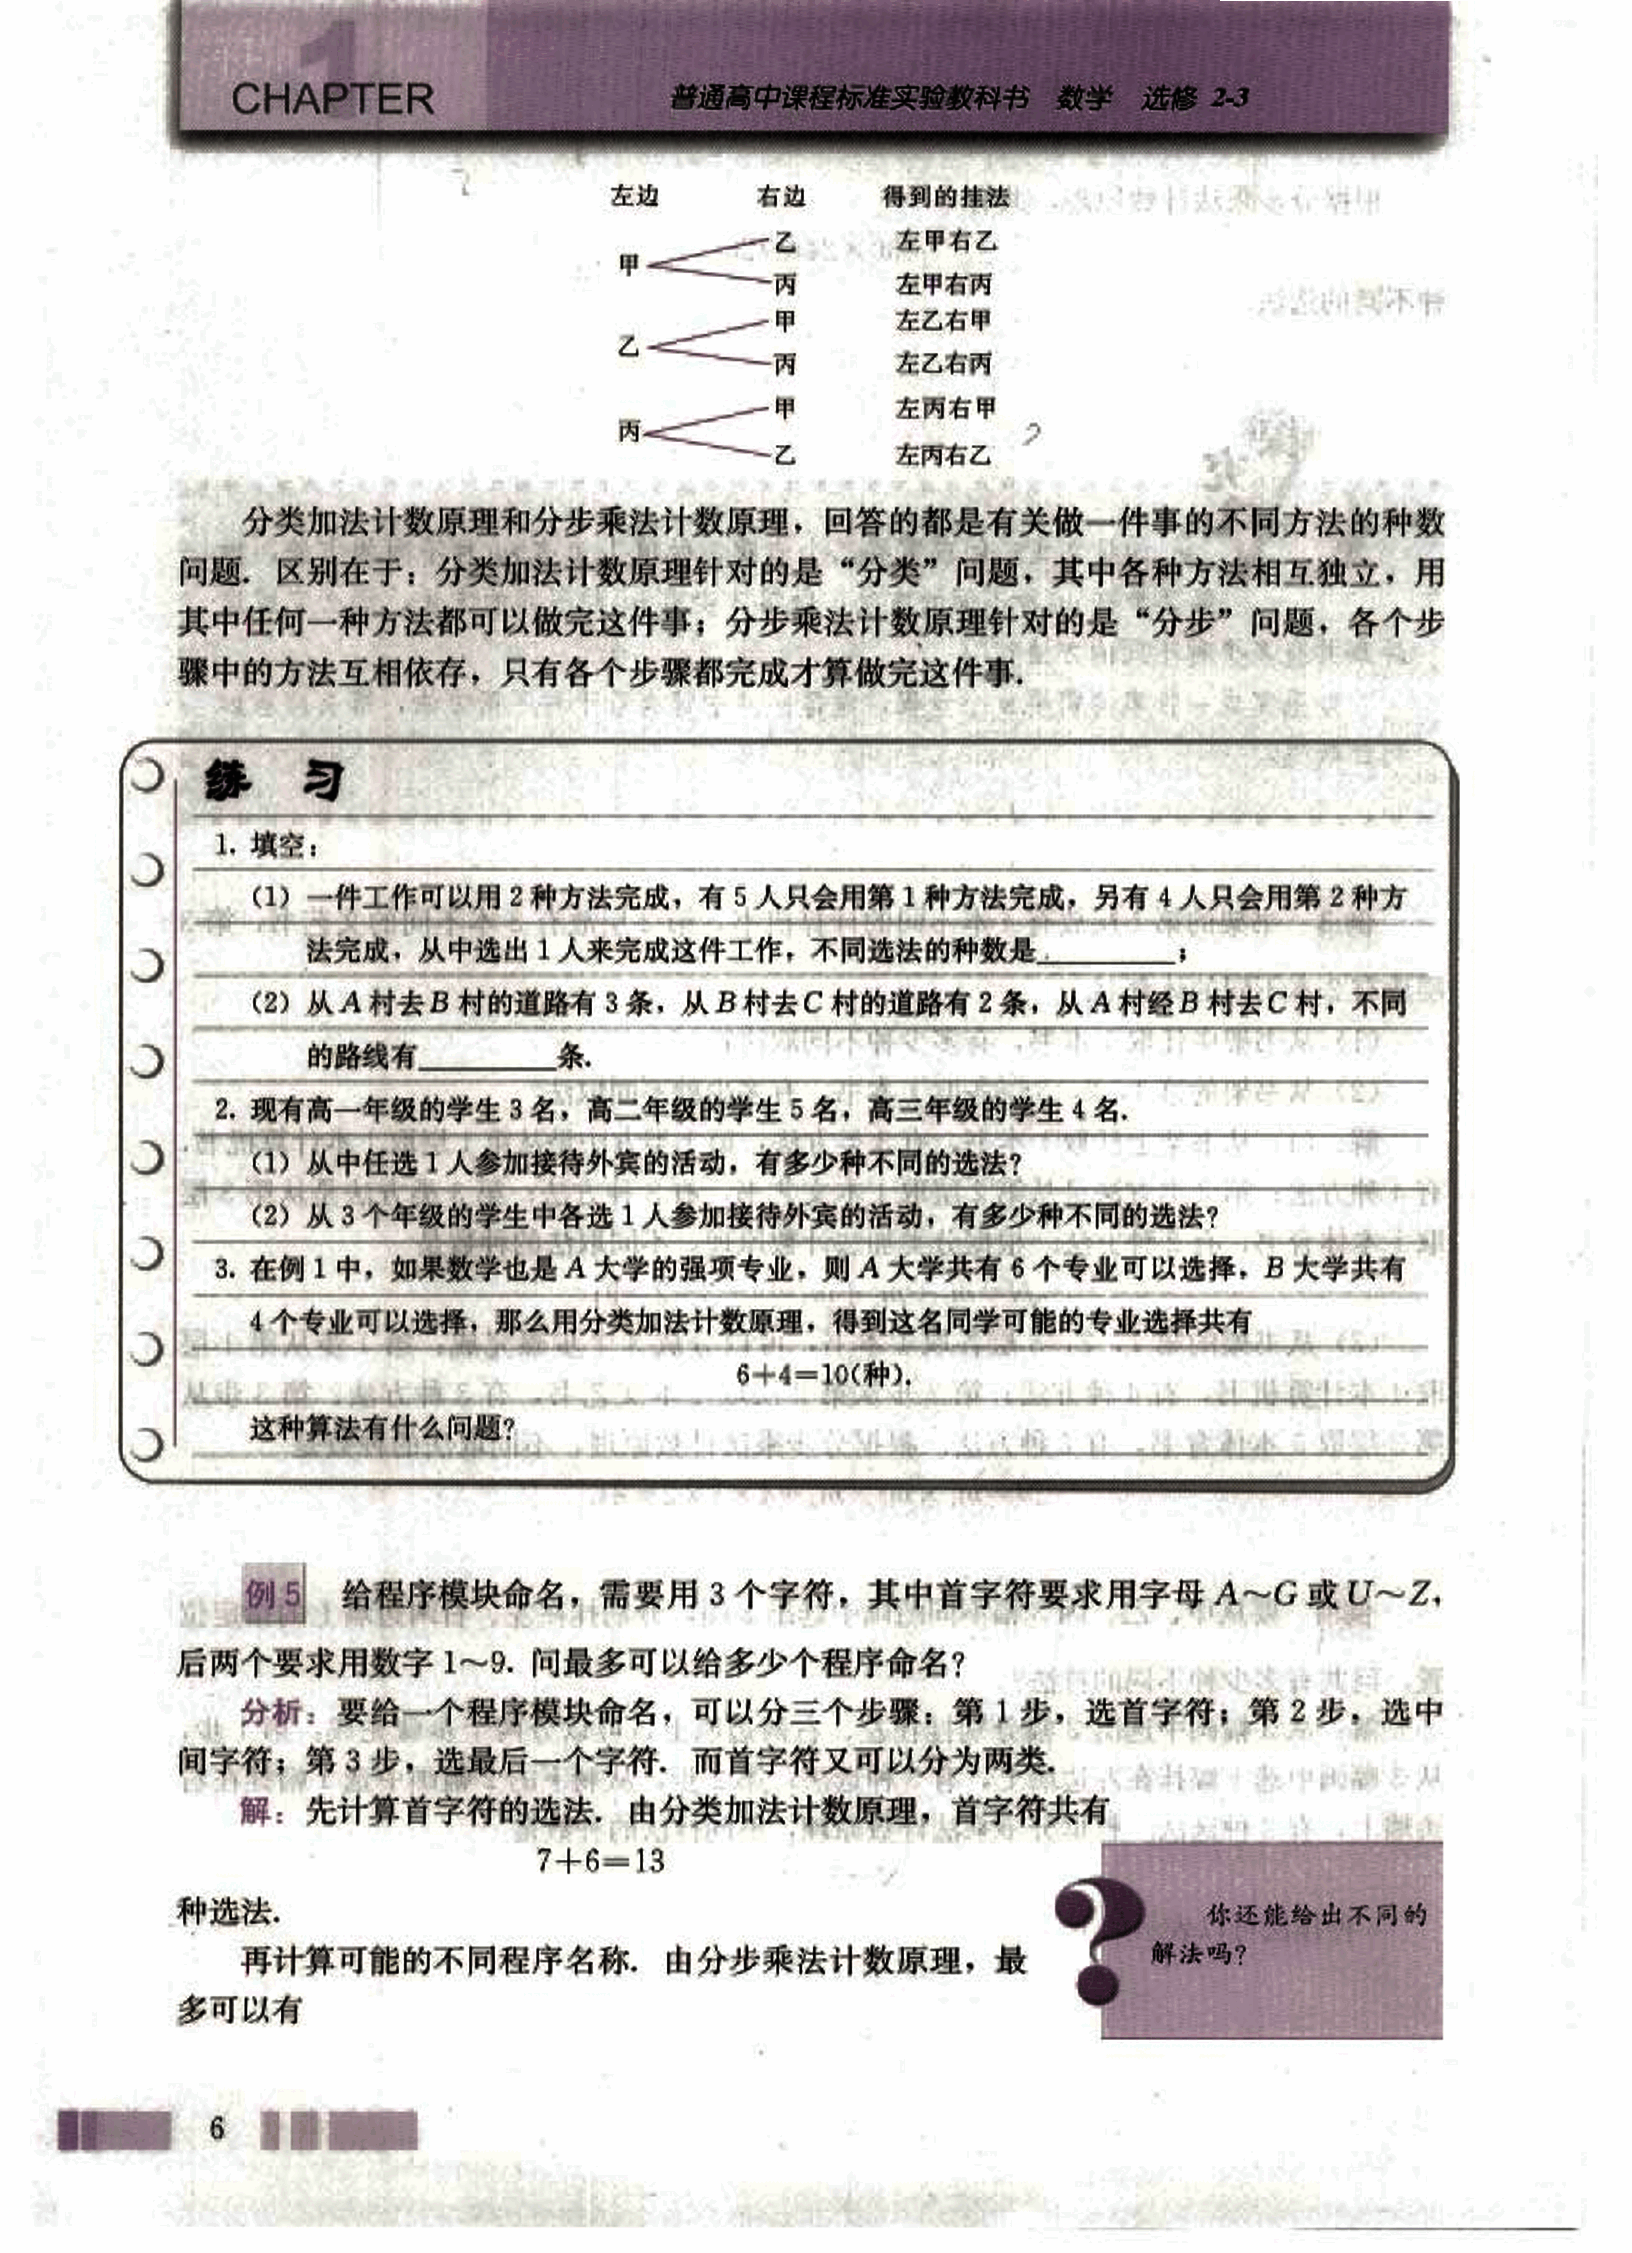 1
CHAPTER
普通高中课程标准实验教科书 数学 选修 2-3
左边 右边 得到的挂法
甲 乙 左甲右乙
丙 左甲右丙
乙 甲 左乙右甲
丙 左乙右丙
丙 甲 左丙右甲
乙 左丙右乙
分类加法计数原理和分步乘法计数原理，回答的都是有关做一件事的不同方法的种数
问题．区别在于：分类加法计数原理针对的是“分类”问题，其中各种方法相互独立，用
其中任何一种方法都可以做完这件事；分步乘法计数原理针对的是“分步”问题，各个步
骤中的方法互相依存，只有各个步骤都完成才算做完这件事．
练 习
1. 填空：
(1) 一件工作可以用 2 种方法完成，有 5 人只会用第 1 种方法完成，另有 4 人只会用第 2 种方
法完成，从中选出 1 人来完成这件工作，不同选法的种数是________；
(2) 从 A 村去 B 村的道路有 3 条，从 B 村去 C 村的道路有 2 条，从 A 村经 B 村去 C 村，不同
的路线有________条．
2. 现有高一年级的学生 3 名，高二年级的学生 5 名，高三年级的学生 4 名．
(1) 从中任选 1 人参加接待外宾的活动，有多少种不同的选法？
(2) 从 3 个年级的学生中各选 1 人参加接待外宾的活动，有多少种不同的选法？
3. 在例 1 中，如果数学也是 A 大学的强项专业，则 A 大学共有 6 个专业可以选择，B 大学共有
4 个专业可以选择，那么用分类加法计数原理，得到这名同学可能的专业选择共有
6+4=10(种)．
这种算法有什么问题？
例 5 给程序模块命名，需要用 3 个字符，其中首字符要求用字母 A～G 或 U～Z，
后两个要求用数字 1～9. 问最多可以给多少个程序命名？
分析：要给一个程序模块命名，可以分三个步骤：第 1 步，选首字符；第 2 步，选中
间字符；第 3 步，选最后一个字符．而首字符又可以分为两类．
解：先计算首字符的选法．由分类加法计数原理，首字符共有
7+6=13
种选法．
再计算可能的不同程序名称．由分步乘法计数原理，最
多可以有
你还能给出不同的
解法吗？
6